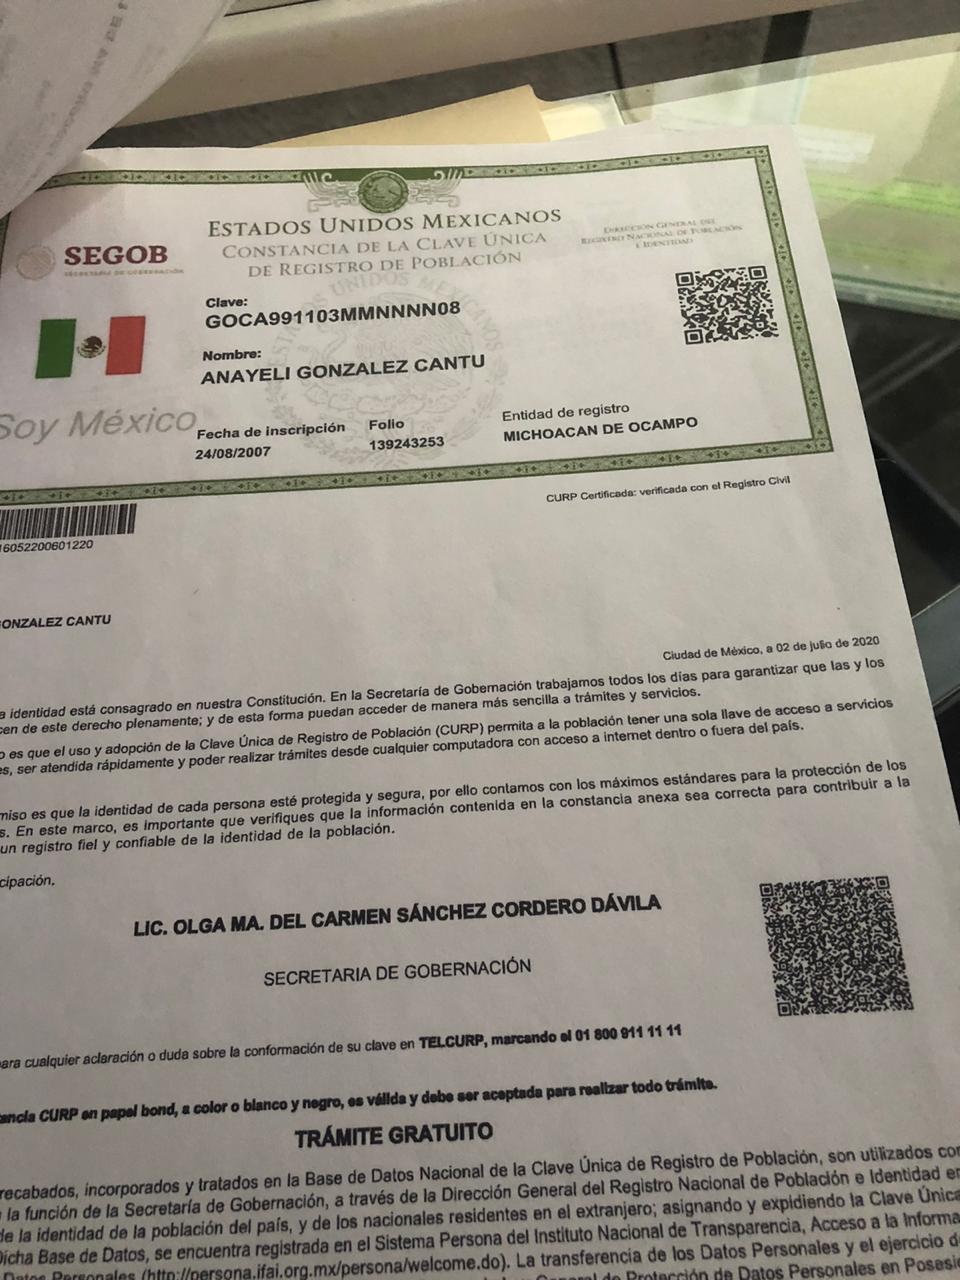 ESTADOS UNIDOS MEXICANOS
CONSTANCIA DE LA CLAVE ÚNICA
DE REGISTRO DE POBLACIÓN
DIRECCIÓN GENERAL DEL
REGISTRO NACIONAL DE POBLACIÓN
E IDENTIDAD
SEGOB
SECRETARÍA DE GOBERNACIÓN
Clave:
GOCA991103MMNNNN08
Nombre:
ANAYELI GONZALEZ CANTU
Soy México
Fecha de inscripción
24/08/2007
Folio
139243253
Entidad de registro
MICHOACAN DE OCAMPO
CURP Certificada: verificada con el Registro Civil
16052200601220
GONZALEZ CANTU
Ciudad de México, a 02 de julio de 2020
a identidad está consagrado en nuestra Constitución. En la Secretaría de Gobernación trabajamos todos los días para garantizar que las y los
cen de este derecho plenamente; y de esta forma puedan acceder de manera más sencilla a trámites y servicios.
o es que el uso y adopción de la Clave Única de Registro de Población (CURP) permita a la población tener una sola llave de acceso a servicios
es, ser atendida rápidamente y poder realizar trámites desde cualquier computadora con acceso a internet dentro o fuera del país.
miso es que la identidad de cada persona esté protegida y segura, por ello contamos con los máximos estándares para la protección de los
s. En este marco, es importante que verifiques que la información contenida en la constancia anexa sea correcta para contribuir a la
un registro fiel y confiable de la identidad de la población.
cipación.
LIC. OLGA MA. DEL CARMEN SÁNCHEZ CORDERO DÁVILA
SECRETARIA DE GOBERNACIÓN
para cualquier aclaración o duda sobre la conformación de su clave en TELCURP, marcando el 01 800 911 11 11
ancia CURP en papel bond, a color o blanco y negro, es válida y debe ser aceptada para realizar todo trámite.
TRÁMITE GRATUITO
recabados, incorporados y tratados en la Base de Datos Nacional de la Clave Única de Registro de Población, son utilizados con
la función de la Secretaría de Gobernación, a través de la Dirección General del Registro Nacional de Población e Identidad en
de la identidad de la población del país, y de los nacionales residentes en el extranjero; asignando y expidiendo la Clave Única
Dicha Base de Datos, se encuentra registrada en el Sistema Persona del Instituto Nacional de Transparencia, Acceso a la Informa
Datos Personales (http://persona.ifai.org.mx/persona/welcome.do). La transferencia de los Datos Personales y el ejercicio d
General de Protección de Datos Personales en Posesi